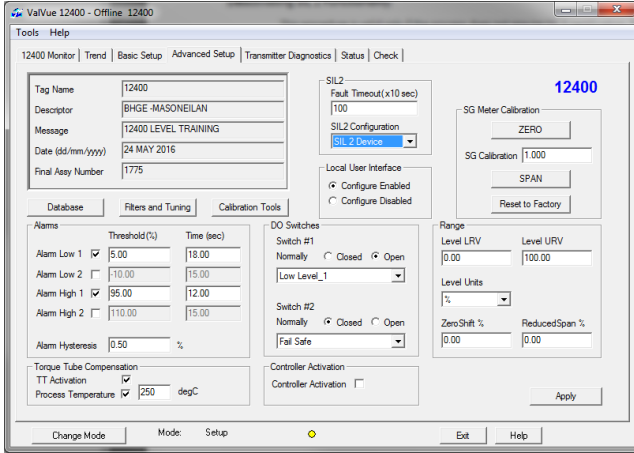 ValVue 12400 - Offline 12400
Tools Help
12400 Monitor Trend Basic Setup Advanced Setup Transmitter Diagnostics Status Check
Tag Name 12400
Descriptor BHGE -MASONEILAN
Message 12400 LEVEL TRAINING
Date (dd/mm/yyyy) 24 MAY 2016
Final Assy Number 1775
SIL2
Fault Timeout(x10 sec)
100
SIL2 Configuration
SIL 2 Device
Local User Interface
Configure Enabled
Configure Disabled
12400
SG Meter Calibration
ZERO
SG Calibration 1.000
SPAN
Reset to Factory
Database Filters and Tuning Calibration Tools
Alarms
Threshold(%) Time (sec)
Alarm Low 1 5.00 18.00
Alarm Low 2 -10.00 15.00
Alarm High 1 95.00 12.00
Alarm High 2 110.00 15.00
Alarm Hysteresis 0.50 %
DO Switches
Switch #1
Normally Closed Open
Low Level_1
Switch #2
Normally Closed Open
Fail Safe
Range
Level LRV Level URV
0.00 100.00
Level Units
%
ZeroShift % ReducedSpan %
0.00 0.00
Torque Tube Compensation
TT Activation
Process Temperature 250 degC
Controller Activation
Controller Activation
Apply
Change Mode Mode: Setup Exit Help